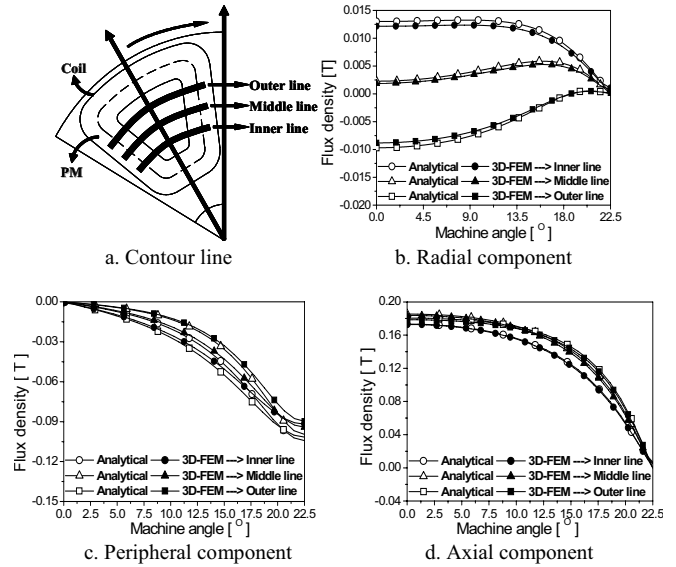 Coil
PM
Outer line
Middle line
Inner line
a. Contour line
Flux density [T]
0.015
0.010
0.005
0.000
-0.005
-0.010
-0.015
-0.020
Analytical 3D-FEM ---> Inner line
Analytical 3D-FEM ---> Middle line
Analytical 3D-FEM ---> Outer line
0.0 4.5 9.0 13.5 18.0 22.5
Machine angle [ O ]
b. Radial component
Flux density [ T ]
0.00
-0.03
-0.06
-0.09
-0.12
-0.15
Analytical 3D-FEM ---> Inner line
Analytical 3D-FEM ---> Middle line
Analytical 3D-FEM ---> Outer line
0.0 2.5 5.0 7.5 10.0 12.5 15.0 17.5 20.0 22.5
Machine angle [ O ]
c. Peripheral component
Flux density [ T ]
0.20
0.16
0.12
0.08
0.04
0.00
-0.04
Analytical 3D-FEM ---> Inner line
Analytical 3D-FEM ---> Middle line
Analytical 3D-FEM ---> Outer line
0.0 2.5 5.0 7.5 10.0 12.5 15.0 17.5 20.0 22.5
Machine angle [ O ]
d. Axial component